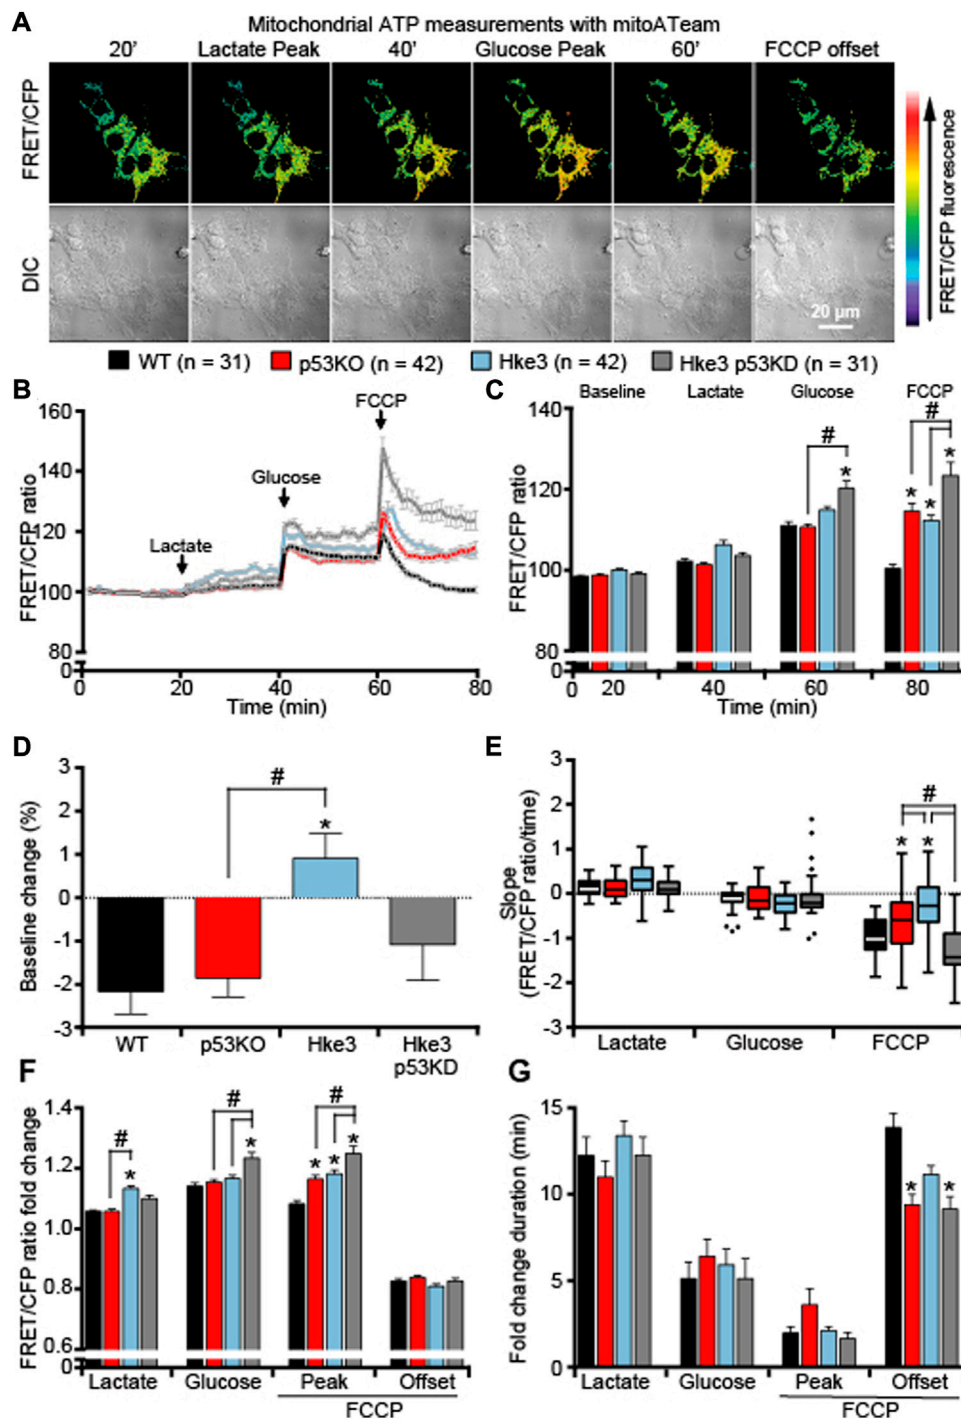 A
Mitochondrial ATP measurements with mitoATeam
20' Lactate Peak 40' Glucose Peak 60' FCCP offset
FRET/CFP
DIC
20 µm
FRET/CFP fluorescence
WT (n = 31) p53KO (n = 42) Hke3 (n = 42) Hke3 p53KD (n = 31)
B
FRET/CFP ratio
160
140
120
100
80
0
Lactate
Glucose
FCCP
0 20 40 60 80
Time (min)
C
FRET/CFP ratio
140
120
100
80
0
Baseline Lactate Glucose FCCP
#
*
#
* * *
0 20 40 60 80
Time (min)
D
Baseline change (%)
3
2
1
0
-1
-2
-3
#
*
WT p53KO Hke3 Hke3
p53KD
E
Slope
(FRET/CFP ratio/time)
3
2
1
0
-1
-2
-3
#
* *
Lactate Glucose FCCP
F
FRET/CFP ratio fold change
1.4
1.2
1.0
0.8
0.6
0
#
*
#
*
#
* * *
Lactate Glucose Peak Offset
FCCP
G
Fold change duration (min)
15
10
5
0
* *
Lactate Glucose Peak Offset
FCCP